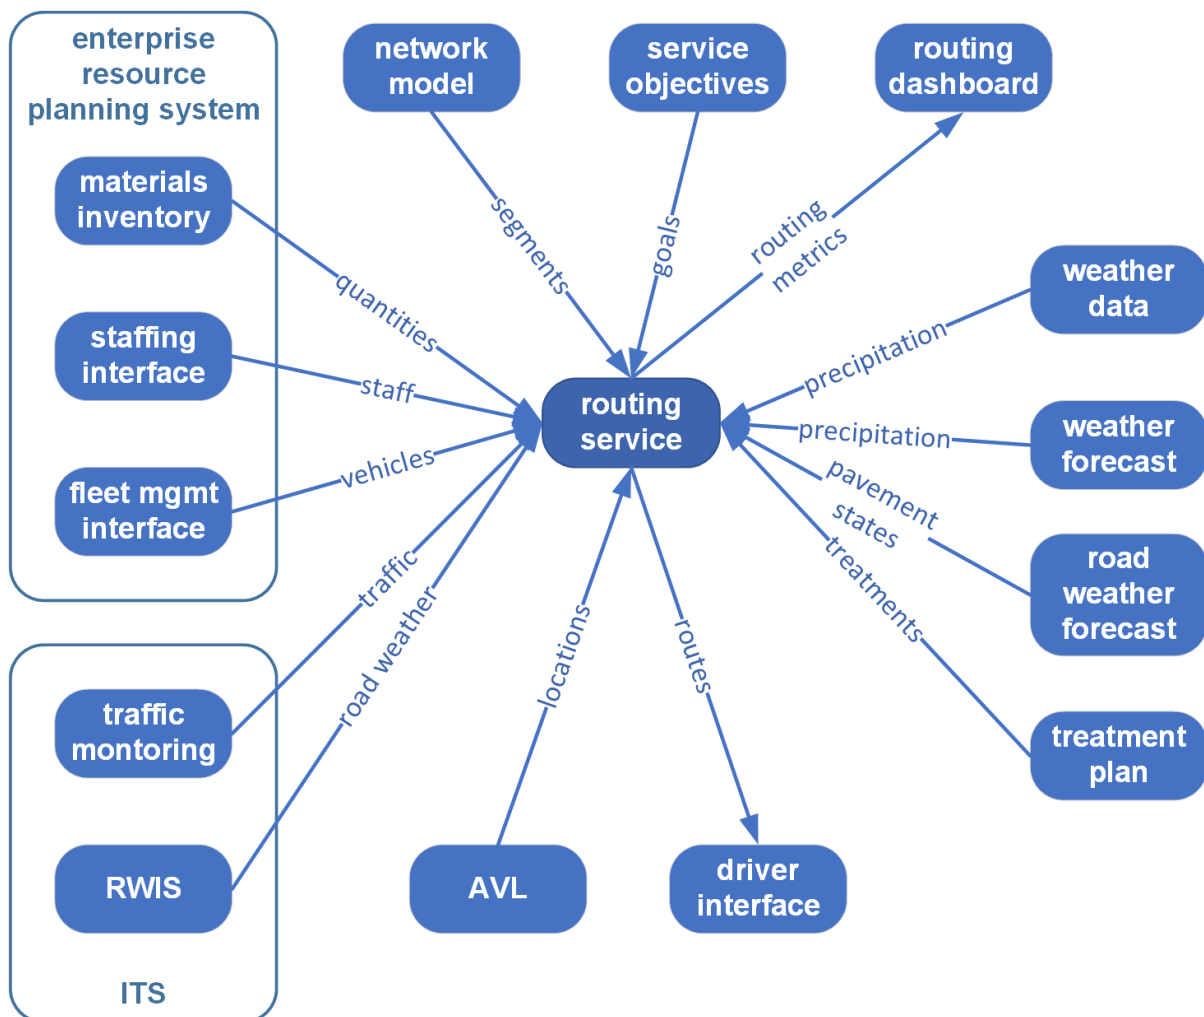 enterprise
resource
planning system
materials
inventory
staffing
interface
fleet mgmt
interface
traffic
montoring
RWIS
ITS
network
model
service
objectives
routing
dashboard
segments
goals
routing
metrics
quantities
staff
vehicles
traffic
road weather
routing
service
precipitation
precipitation
pavement
states
treatments
locations
routes
weather
data
weather
forecast
road
weather
forecast
treatment
plan
AVL
driver
interface